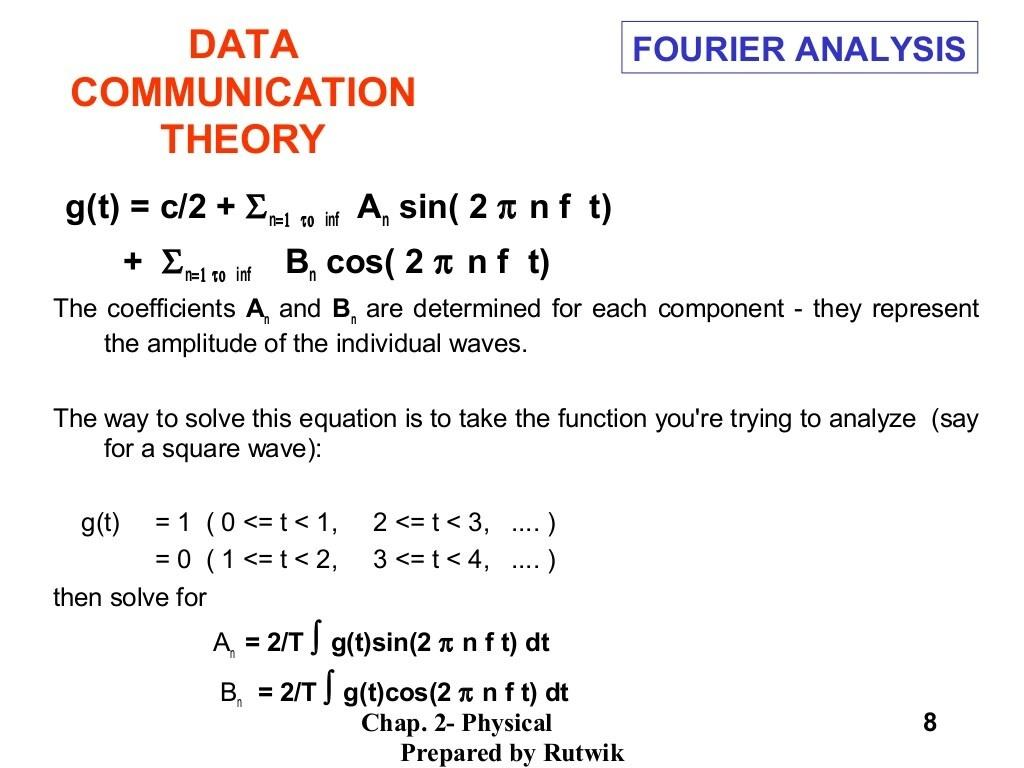 DATA
COMMUNICATION
THEORY
FOURIER ANALYSIS
g(t) = c/2 + Σn=1 το inf An sin( 2 π n f t)
+ Σn=1 το inf Bn cos( 2 π n f t)
The coefficients An and Bn are determined for each component - they represent
the amplitude of the individual waves.
The way to solve this equation is to take the function you're trying to analyze (say
for a square wave):
g(t) = 1 ( 0 <= t < 1, 2 <= t < 3, .... )
= 0 ( 1 <= t < 2, 3 <= t < 4, .... )
then solve for
An = 2/T ∫ g(t)sin(2 π n f t) dt
Bn = 2/T ∫ g(t)cos(2 π n f t) dt
Chap. 2- Physical
Prepared by Rutwik
8